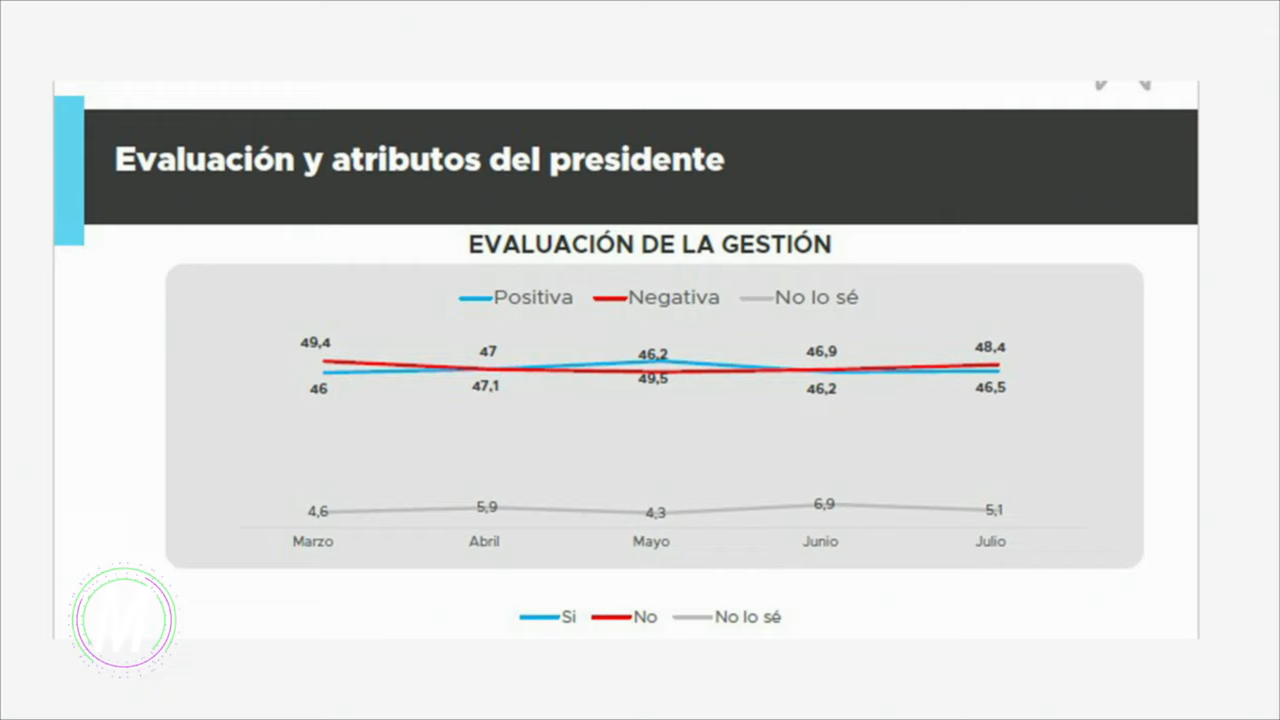 Evaluación y atributos del presidente
EVALUACIÓN DE LA GESTIÓN
Positiva Negativa No lo sé
49,4 47 46,2 46,9 48,4
46 47,1 49,5 46,2 46,5
4,6 5,9 4,3 6,9 5,1
Marzo Abril Mayo Junio Julio
Si No No lo sé
M